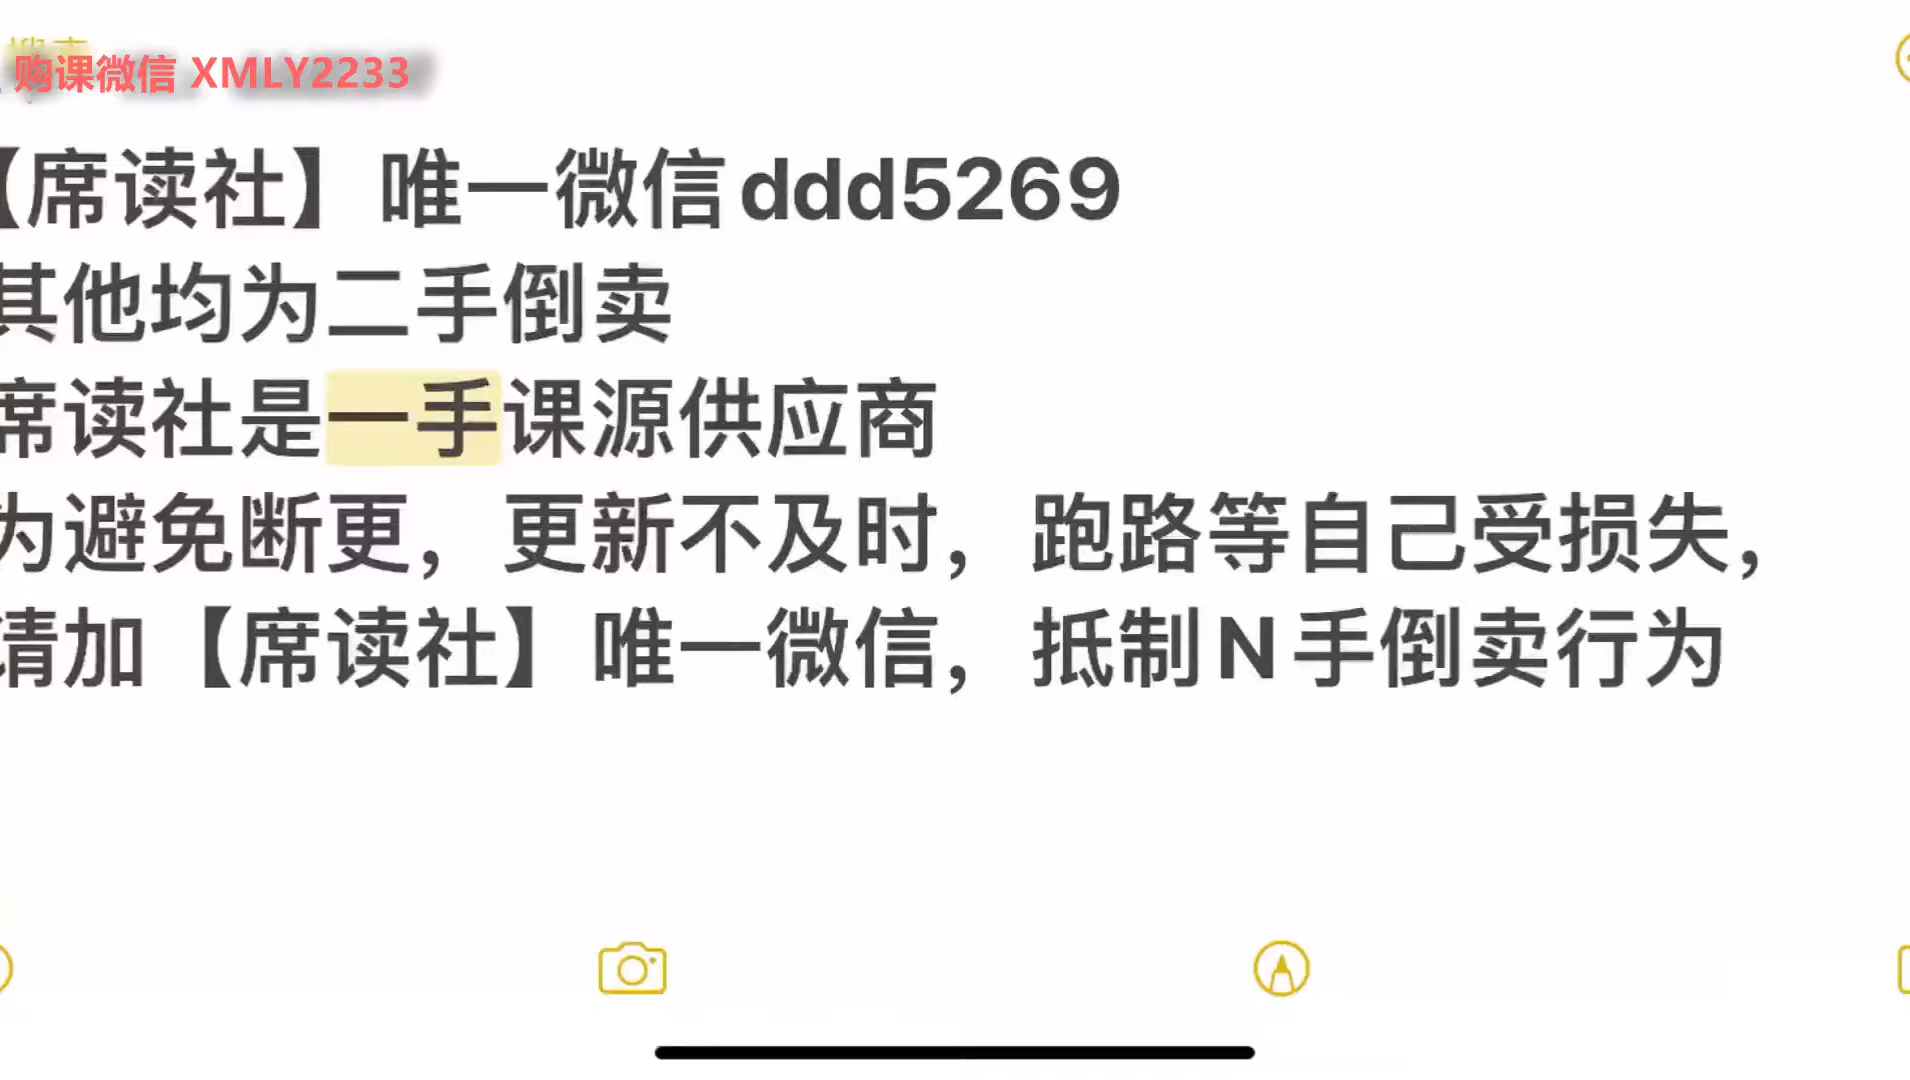 购课微信 XMLY2233
【席读社】唯一微信ddd5269
其他均为二手倒卖
席读社是一手课源供应商
为避免断更，更新不及时，跑路等自己受损失，
请加【席读社】唯一微信，抵制N手倒卖行为